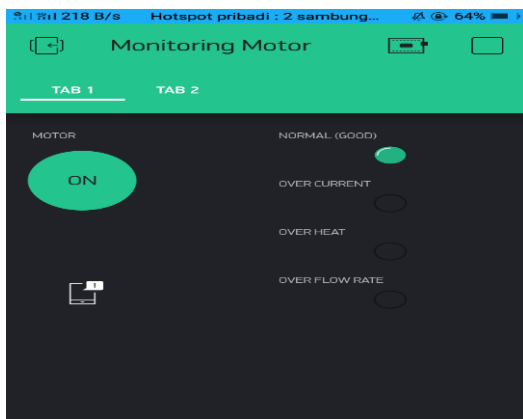 218 B/s Hotspot pribadi : 2 sambung... 64%
Monitoring Motor
TAB 1 TAB 2
MOTOR
ON
NORMAL (GOOD)
OVER CURRENT
OVER HEAT
OVER FLOW RATE